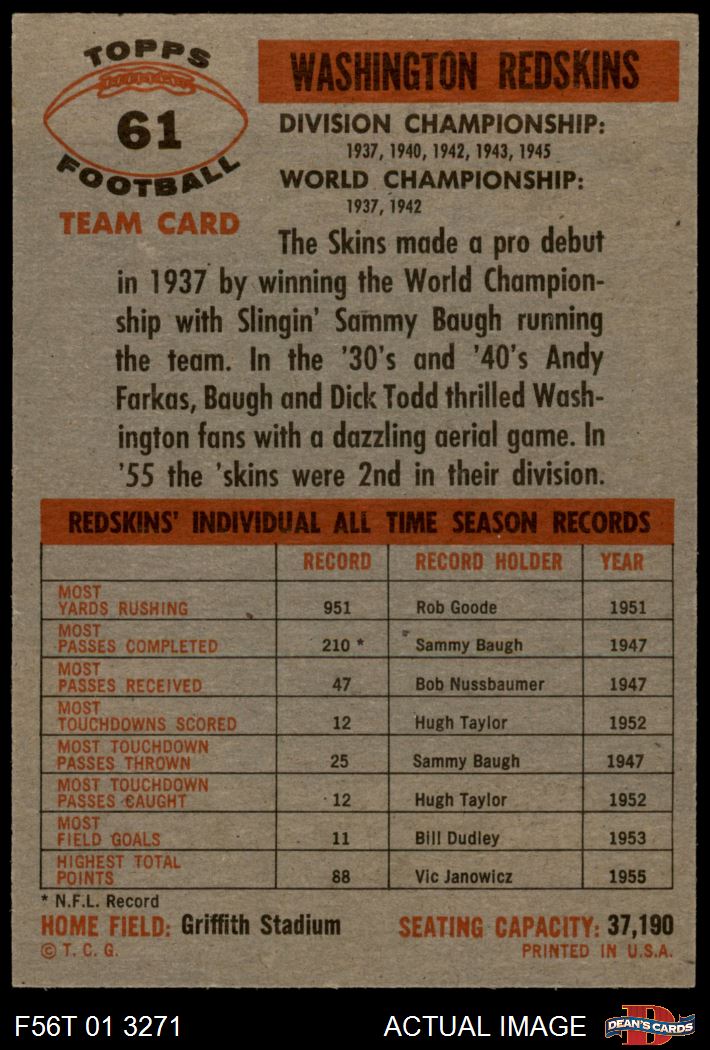 TOPPS
61
FOOTBALL
TEAM CARD
WASHINGTON REDSKINS
DIVISION CHAMPIONSHIP:
1937, 1940, 1942, 1943, 1945
WORLD CHAMPIONSHIP:
1937, 1942
The Skins made a pro debut
in 1937 by winning the World Champion-
ship with Slingin' Sammy Baugh running
the team. In the '30's and '40's Andy
Farkas, Baugh and Dick Todd thrilled Wash-
ington fans with a dazzling aerial game. In
'55 the 'skins were 2nd in their division.
REDSKINS' INDIVIDUAL ALL TIME SEASON RECORDS
RECORD RECORD HOLDER YEAR
MOST
YARDS RUSHING 951 Rob Goode 1951
MOST
PASSES COMPLETED 210 * Sammy Baugh 1947
MOST
PASSES RECEIVED 47 Bob Nussbaumer 1947
MOST
TOUCHDOWNS SCORED 12 Hugh Taylor 1952
MOST TOUCHDOWN
PASSES THROWN 25 Sammy Baugh 1947
MOST TOUCHDOWN
PASSES CAUGHT 12 Hugh Taylor 1952
MOST
FIELD GOALS 11 Bill Dudley 1953
HIGHEST TOTAL
POINTS 88 Vic Janowicz 1955
* N.F.L. Record
HOME FIELD: Griffith Stadium SEATING CAPACITY: 37,190
© T. C. G. PRINTED IN U.S.A.
F56T 01 3271 ACTUAL IMAGE DEAN'S CARDS